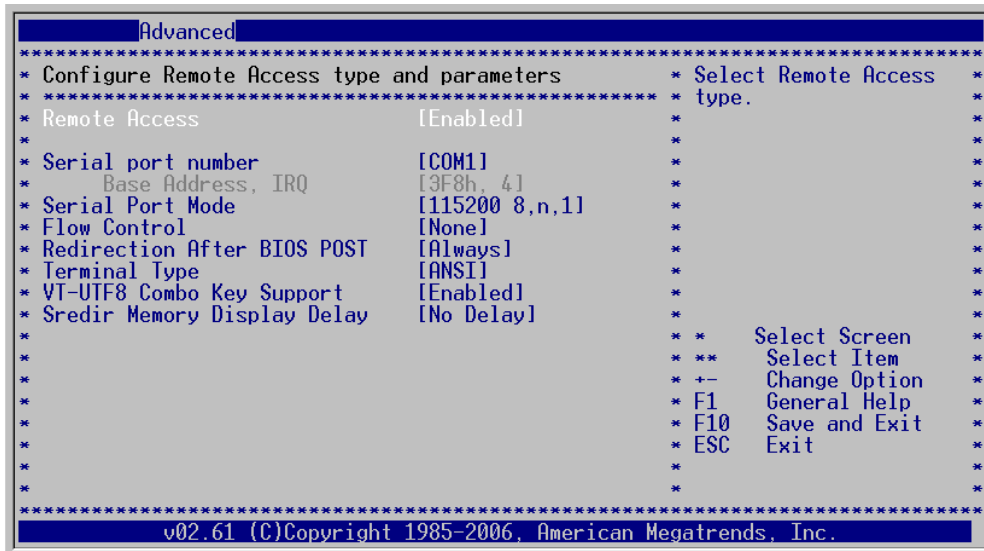 Advanced
********************************************************************************
* Configure Remote Access type and parameters * Select Remote Access *
* *************************************************** * type. *
* Remote Access [Enabled] * *
* * *
* Serial port number [COM1] * *
* Base Address, IRQ [3F8h, 4] * *
* Serial Port Mode [115200 8,n,1] * *
* Flow Control [None] * *
* Redirection After BIOS POST [Always] * *
* Terminal Type [ANSI] * *
* VT-UTF8 Combo Key Support [Enabled] * *
* Sredir Memory Display Delay [No Delay] * *
* * * Select Screen *
* * ** Select Item *
* * +- Change Option *
* * F1 General Help *
* * F10 Save and Exit *
* * ESC Exit *
* * *
* * *
********************************************************************************
v02.61 (C)Copyright 1985-2006, American Megatrends, Inc.